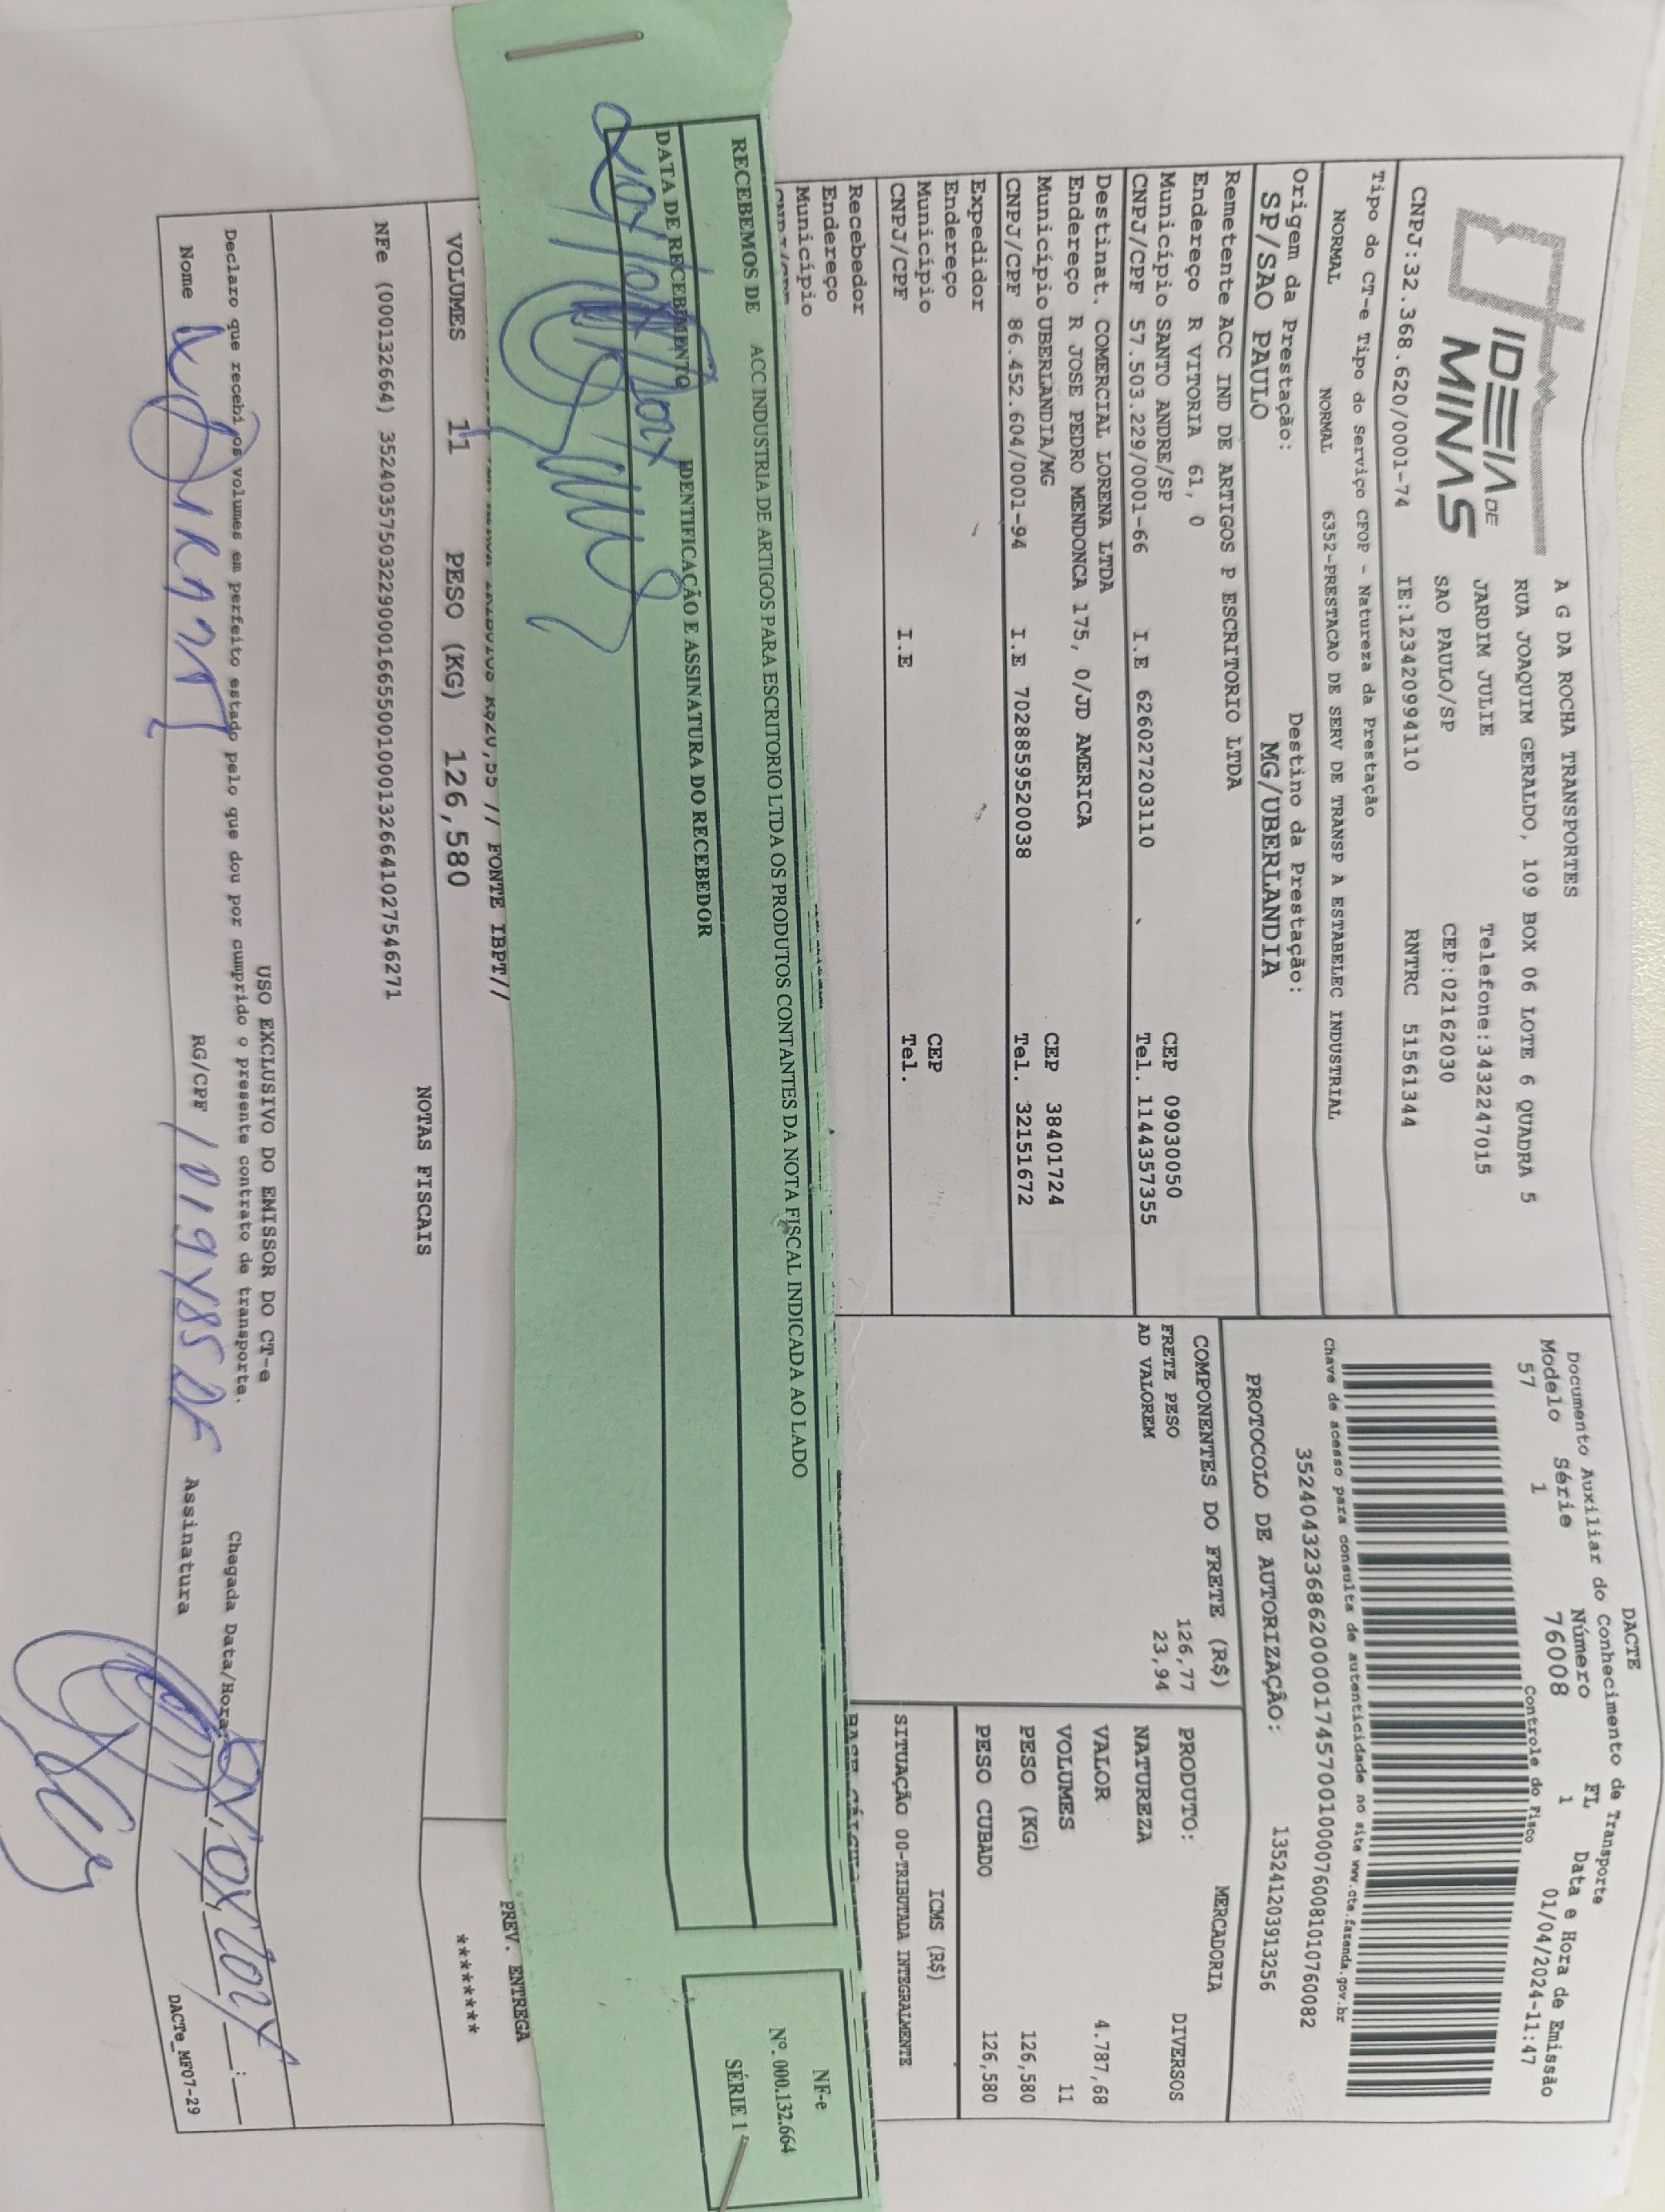 IDEIA DE
MINAS
A G DA ROCHA TRANSPORTES
RUA JOAQUIM GERALDO, 109 BOX 06 LOTE 6 QUADRA 5
JARDIM JULIE Telefone:3432247015
SAO PAULO/SP CEP:02162030
CNPJ:32.368.620/0001-74 IE:123420994110 RNTRC 51561344
DACTE
Documento Auxiliar do Conhecimento de Transporte
Modelo Série Número FL Data e Hora de Emissão
57 1 76008 1 01/04/2024-11:47
Controle do Fisco
Chave de acesso para consulta de autenticidade no site www.cte.fazenda.gov.br
35240432368620000174570010000760081010760082
PROTOCOLO DE AUTORIZAÇÃO: 135241203913256
Tipo do CT-e Tipo do Serviço CFOP - Natureza da Prestação
NORMAL NORMAL 6352-PRESTACAO DE SERV DE TRANSP A ESTABELEC INDUSTRIAL
Origem da Prestação: Destino da Prestação:
SP/SAO PAULO MG/UBERLANDIA
Remetente ACC IND DE ARTIGOS P ESCRITORIO LTDA
Endereço R VITORIA 61, 0
Município SANTO ANDRE/SP CEP 09030050
CNPJ/CPF 57.503.229/0001-66 I.E 626027203110 Tel. 1144357355
Destinat. COMERCIAL LORENA LTDA
Endereço R JOSE PEDRO MENDONCA 175, 0/JD AMERICA
Município UBERLANDIA/MG CEP 38401724
CNPJ/CPF 86.452.604/0001-94 I.E 7028859520038 Tel. 32151672
Expedidor
Endereço
Município CEP
CNPJ/CPF I.E Tel.
Recebedor
Endereço
Município
CNPJ/CPF
COMPONENTES DO FRETE (R$)
FRETE PESO 126,77
AD VALOREM 23,94
MERCADORIA
PRODUTO: DIVERSOS
NATUREZA
VALOR 4.787,68
VOLUMES 11
PESO (KG) 126,580
PESO CUBADO 126,580
ICMS (R$)
SITUAÇÃO 00-TRIBUTADA INTEGRALMENTE
RECEBEMOS DE ACC INDUSTRIA DE ARTIGOS PARA ESCRITORIO LTDA OS PRODUTOS CONTANTES DA NOTA FISCAL INDICADA AO LADO
DATA DE RECEBIMENTO IDENTIFICAÇÃO E ASSINATURA DO RECEBEDOR
NF-e
Nº. 000.132.664
SÉRIE 1
R$20,55 // FONTE IBPT//
VOLUMES 11 PESO (KG) 126,580
PREV. ENTREGA
********
NOTAS FISCAIS
NFe (000132664) 35240357503229000166550010001326641027546271
USO EXCLUSIVO DO EMISSOR DO CT-e
Declaro que recebi os volumes em perfeito estado pelo que dou por cumprido o presente contrato de transporte.
Chegada Data/Hora:
Nome RG/CPF Assinatura
DACTe_MF07-29